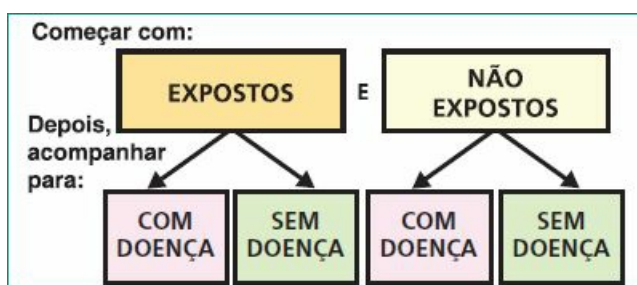 Começar com:
EXPOSTOS
E
NÃO
EXPOSTOS
Depois,
acompanhar
para:
COM
DOENÇA
SEM
DOENÇA
COM
DOENÇA
SEM
DOENÇA